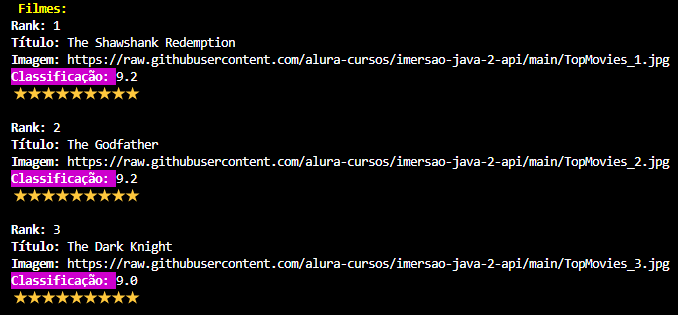 Filmes:
Rank: 1
Título: The Shawshank Redemption
Imagem: https://raw.githubusercontent.com/alura-cursos/imersao-java-2-api/main/TopMovies_1.jpg
Classificação: 9.2
⭐⭐⭐⭐⭐⭐⭐⭐⭐
Rank: 2
Título: The Godfather
Imagem: https://raw.githubusercontent.com/alura-cursos/imersao-java-2-api/main/TopMovies_2.jpg
Classificação: 9.2
⭐⭐⭐⭐⭐⭐⭐⭐⭐
Rank: 3
Título: The Dark Knight
Imagem: https://raw.githubusercontent.com/alura-cursos/imersao-java-2-api/main/TopMovies_3.jpg
Classificação: 9.0
⭐⭐⭐⭐⭐⭐⭐⭐⭐